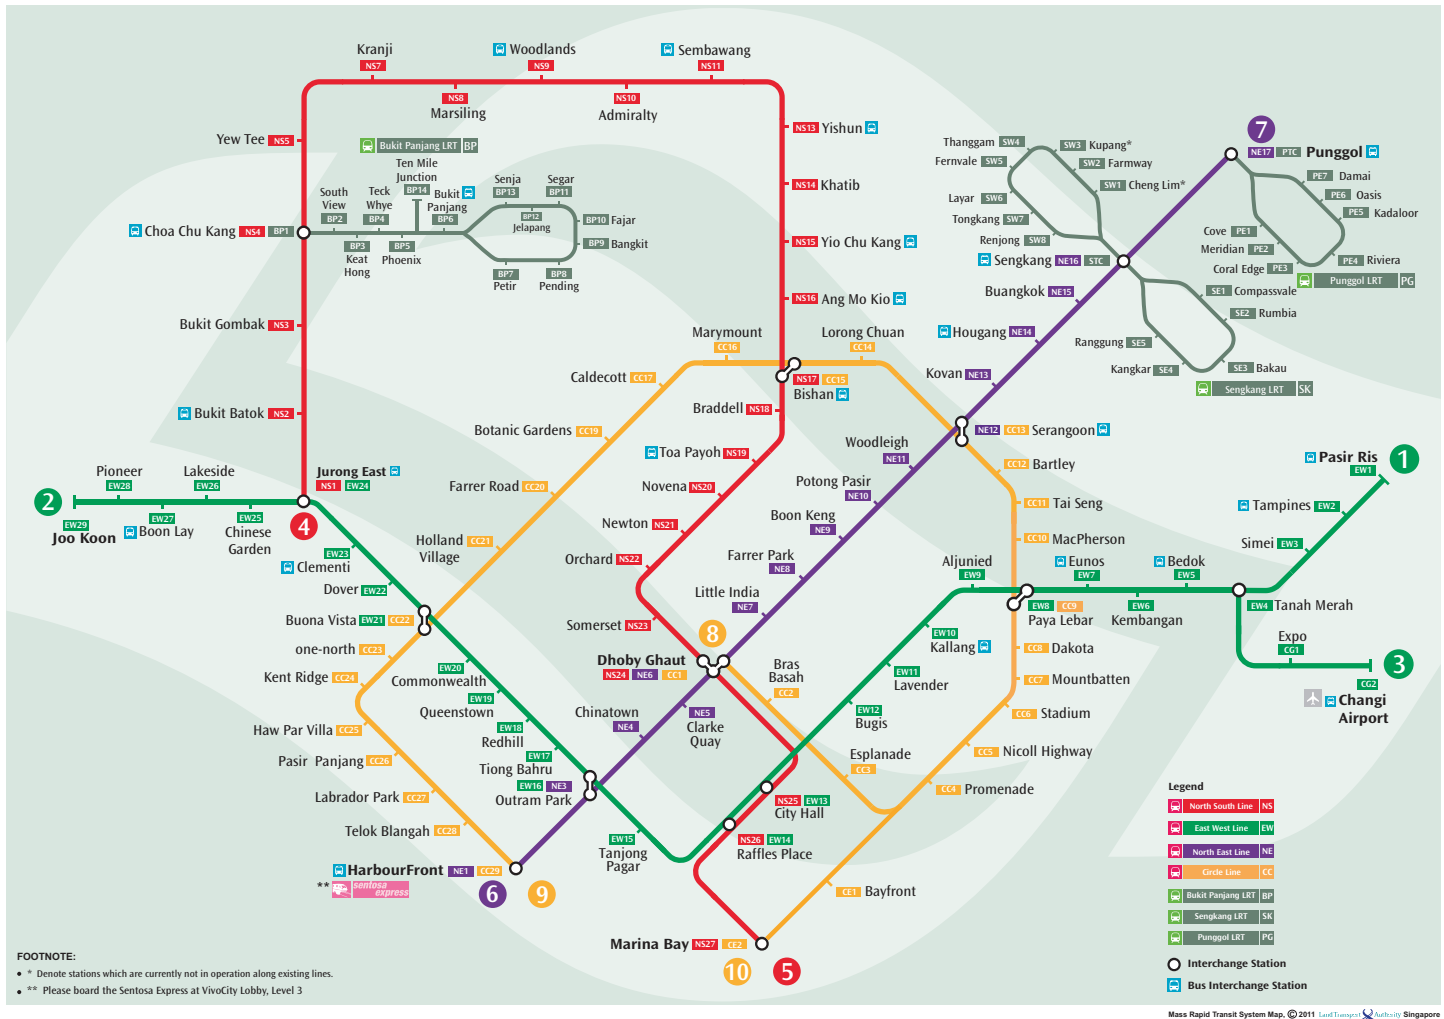 Kranji
NS7
Woodlands
NS9
Sembawang
NS11
NS8
Marsiling
NS10
Admiralty
Yew Tee NS5
NS13 Yishun
NS14 Khatib
NS15 Yio Chu Kang
NS16 Ang Mo Kio
Bukit Panjang LRT BP
Ten Mile
Junction
BP14
South
View
BP2
Teck
Whye
BP4
Bukit
Panjang
BP6
Senja
BP13
Segar
BP11
BP12
Jelapang
BP10 Fajar
BP9 Bangkit
Choa Chu Kang NS4 BP1
BP3
Keat
Hong
BP5
Phoenix
BP7
Petir
BP8
Pending
Bukit Gombak NS3
Bukit Batok NS2
7
NE17 PTC Punggol
Thanggam SW4
SW3 Kupang*
Fernvale SW5
SW2 Farmway
SW1 Cheng Lim*
Layar SW6
Tongkang SW7
Renjong SW8
Sengkang NE16 STC
PE7 Damai
PE6 Oasis
PE5 Kadaloor
Cove PE1
Meridian PE2
PE4 Riviera
Coral Edge PE3
Punggol LRT PG
Buangkok NE15
SE1 Compassvale
SE2 Rumbia
Hougang NE14
Ranggung SE5
Kangkar SE4
SE3 Bakau
Sengkang LRT SK
Kovan NE13
Marymount
CC16
Lorong Chuan
CC14
Caldecott CC17
NS17 CC15
Bishan
Braddell NS18
Botanic Gardens CC19
NE12 CC13 Serangoon
Woodleigh
NE11
Toa Payoh NS19
CC12 Bartley
Potong Pasir
NE10
Novena NS20
Farrer Road CC20
CC11 Tai Seng
Boon Keng
NE9
Newton NS21
CC10 MacPherson
Holland
Village
CC21
Orchard NS22
Farrer Park
NE8
Little India
NE7
Somerset NS23
Pioneer
EW28
Lakeside
EW26
Jurong East
NS1 EW24
2
4
EW29
Joo Koon
EW27
Boon Lay
EW25
Chinese
Garden
EW23
Clementi
Dover EW22
Buona Vista EW21 CC22
one-north CC23
Kent Ridge CC24
EW20
Commonwealth
EW19
Queenstown
EW18
Redhill
EW17
Tiong Bahru
EW16 NE3
Outram Park
Haw Par Villa CC25
Pasir Panjang CC26
Labrador Park CC27
Telok Blangah CC28
HarbourFront NE1 CC29
** sentosa
express
6
9
8
Dhoby Ghaut
NS24 NE6 CC1
Chinatown
NE4
NE5
Clarke
Quay
Bras
Basah
CC2
Esplanade
CC3
EW15
Tanjong
Pagar
NS25 EW13
City Hall
NS26 EW14
Raffles Place
Marina Bay NS27 CE2
10
5
CE1 Bayfront
CC4 Promenade
CC5 Nicoll Highway
CC6 Stadium
CC7 Mountbatten
CC8 Dakota
EW12
Bugis
EW11
Lavender
EW10
Kallang
Aljunied
EW9
EW8 CC9
Paya Lebar
Eunos
EW7
EW6
Kembangan
Bedok
EW5
EW4 Tanah Merah
Simei EW3
Tampines EW2
Pasir Ris
EW1
1
Expo
CG1
3
CG2
Changi
Airport
Legend
North South Line NS
East West Line EW
North East Line NE
Circle Line CC
Bukit Panjang LRT BP
Sengkang LRT SK
Punggol LRT PG
Interchange Station
Bus Interchange Station
FOOTNOTE:
• * Denote stations which are currently not in operation along existing lines.
• ** Please board the Sentosa Express at VivoCity Lobby, Level 3
Mass Rapid Transit System Map, © 2011 Land Transport Authority Singapore